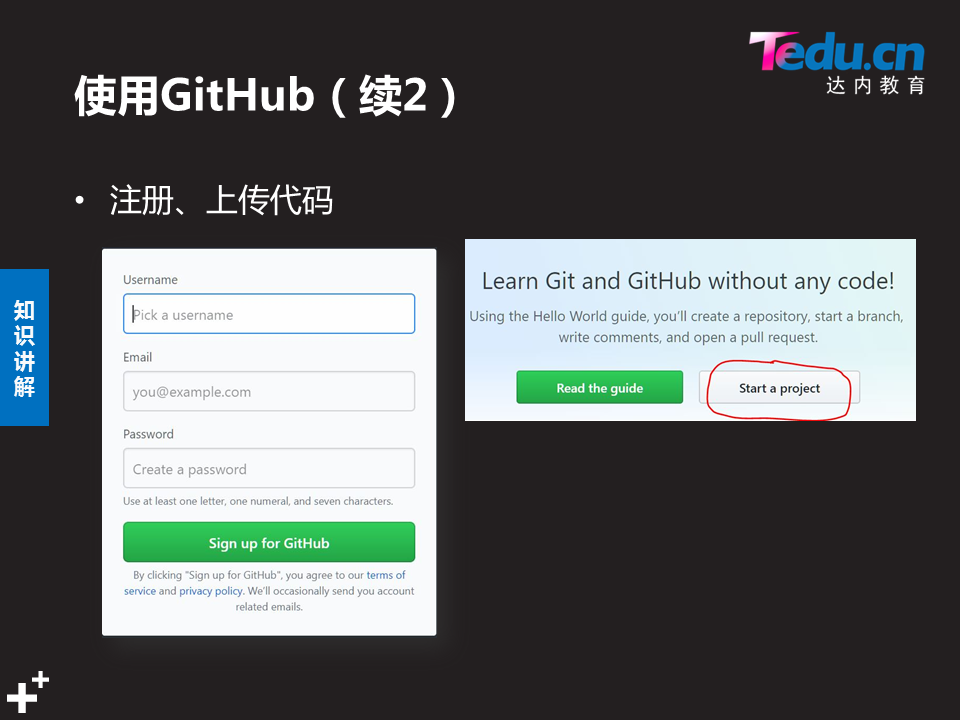 Tedu.cn
达内教育
使用GitHub（续2）
• 注册、上传代码
知
识
讲
解
Username
Pick a username
Email
you@example.com
Password
Create a password
Use at least one letter, one numeral, and seven characters.
Sign up for GitHub
By clicking "Sign up for GitHub", you agree to our terms of
service and privacy policy. We'll occasionally send you account
related emails.
Learn Git and GitHub without any code!
Using the Hello World guide, you'll create a repository, start a branch,
write comments, and open a pull request.
Read the guide
Start a project